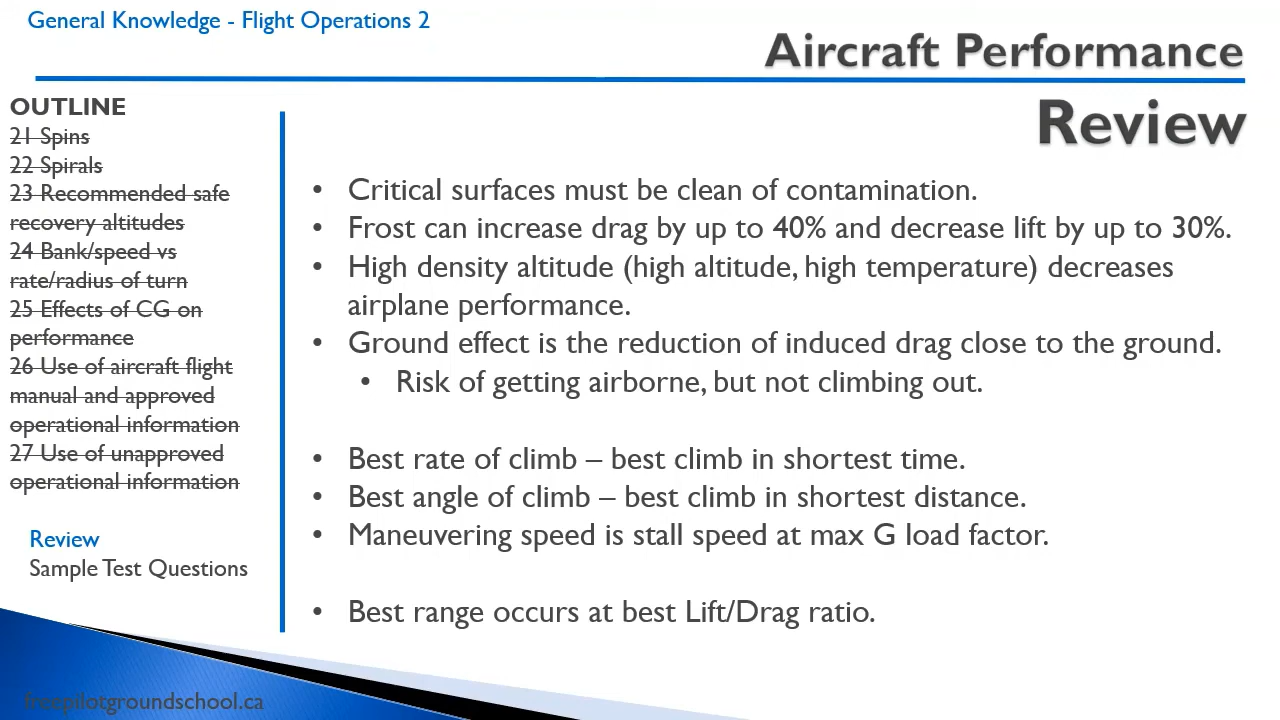 General Knowledge - Flight Operations 2
Aircraft Performance
Review
OUTLINE
21 Spins
22 Spirals
23 Recommended safe
recovery altitudes
24 Bank/speed vs
rate/radius of turn
25 Effects of CG on
performance
26 Use of aircraft flight
manual and approved
operational information
27 Use of unapproved
operational information
Review
Sample Test Questions
• Critical surfaces must be clean of contamination.
• Frost can increase drag by up to 40% and decrease lift by up to 30%.
• High density altitude (high altitude, high temperature) decreases
airplane performance.
• Ground effect is the reduction of induced drag close to the ground.
• Risk of getting airborne, but not climbing out.
• Best rate of climb – best climb in shortest time.
• Best angle of climb – best climb in shortest distance.
• Maneuvering speed is stall speed at max G load factor.
• Best range occurs at best Lift/Drag ratio.
freepilotgroundschool.ca